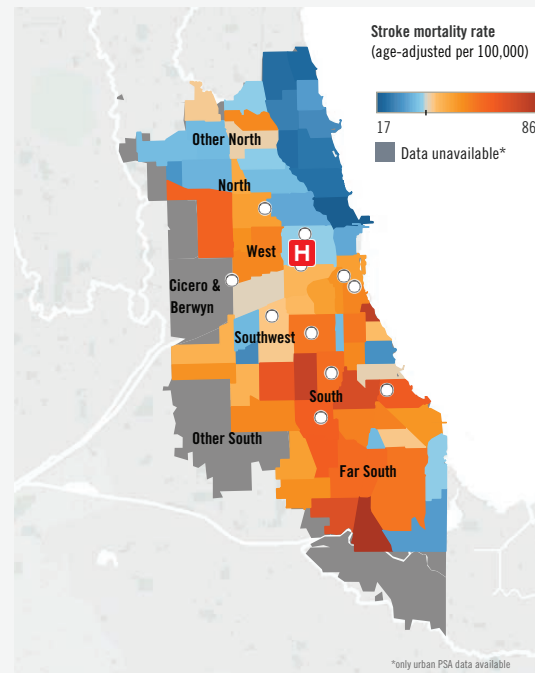 Stroke mortality rate
(age-adjusted per 100,000)
17 86
Data unavailable*
Other North
North
West
H
Cicero &
Berwyn
Southwest
South
Other South
Far South
*only urban PSA data available